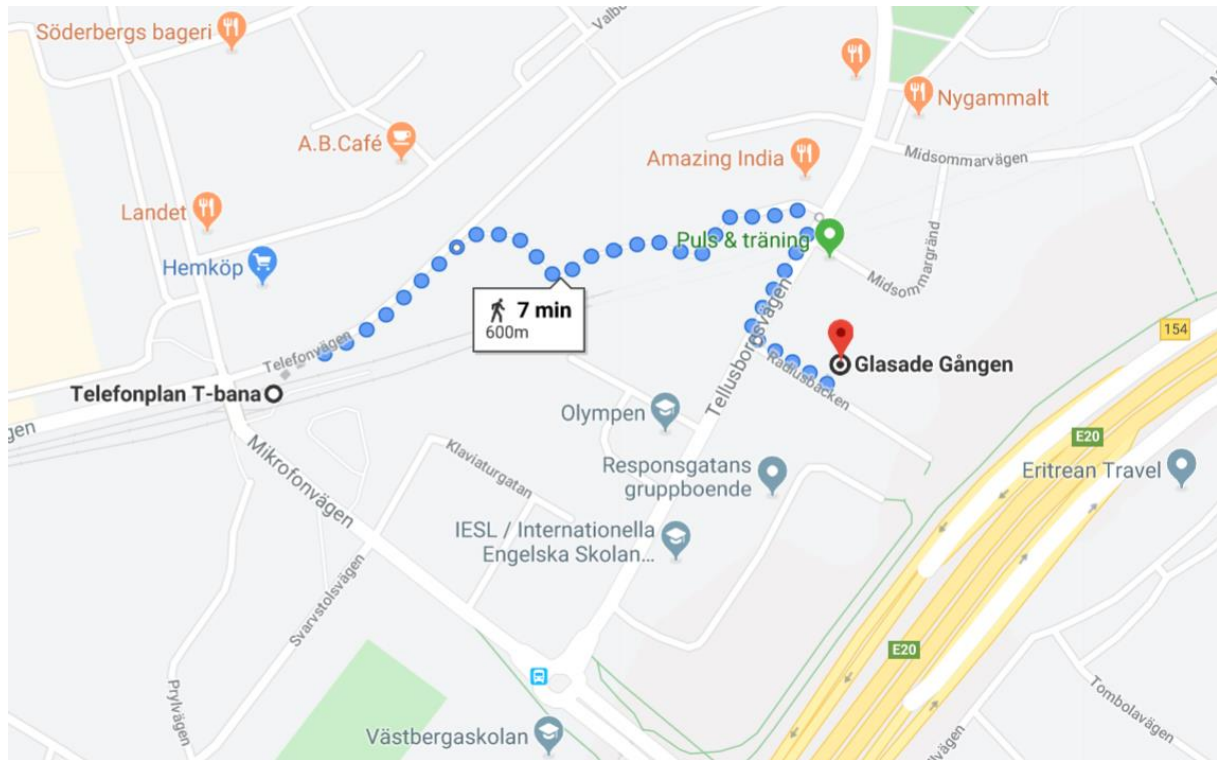 Söderbergs bageri
A.B.Café
Nygammalt
Amazing India
Midsommarvägen
Landet
Puls & träning
Hemköp
Midsommargränd
7 min
600m
154
Telefonvägen
Tellusborgsvägen
Glasade Gången
Radiusbacken
Telefonplan T-bana
Olympen
E20
Mikrofonvägen
Klaviaturgatan
Responsgatans
gruppboende
Eritrean Travel
IESL / Internationella
Engelska Skolan...
Svarvstolsvägen
E20
Prylvägen
Tombolavägen
Västbergaskolan